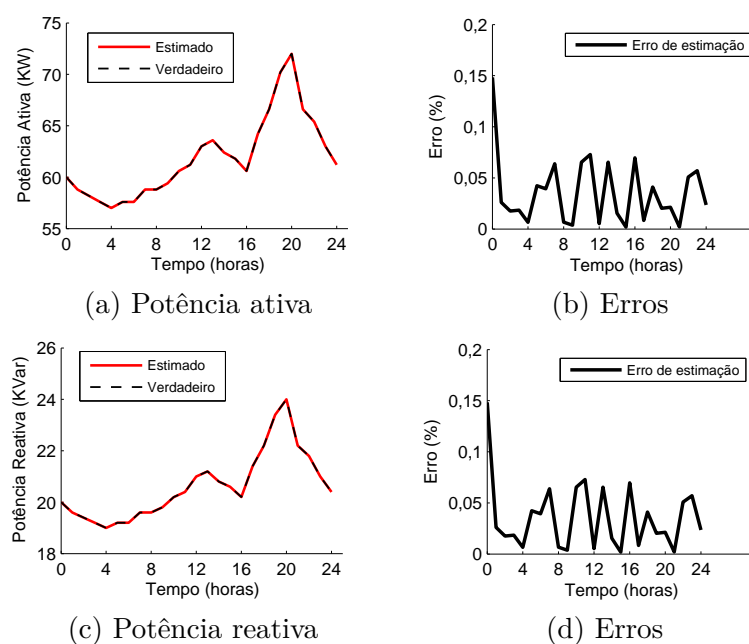 75
70
65
60
55
Potência Ativa (KW)
Estimado
Verdadeiro
0 4 8 12 16 20 24
Tempo (horas)
(a) Potência ativa
0,2
0,15
0,1
0,05
0
Erro (%)
Erro de estimação
0 4 8 12 16 20 24
Tempo (horas)
(b) Erros
26
24
22
20
18
Potência Reativa (KVar)
Estimado
Verdadeiro
0 4 8 12 16 20 24
Tempo (horas)
(c) Potência reativa
0,2
0,15
0,1
0,05
0
Erro (%)
Erro de estimação
0 4 8 12 16 20 24
Tempo (horas)
(d) Erros